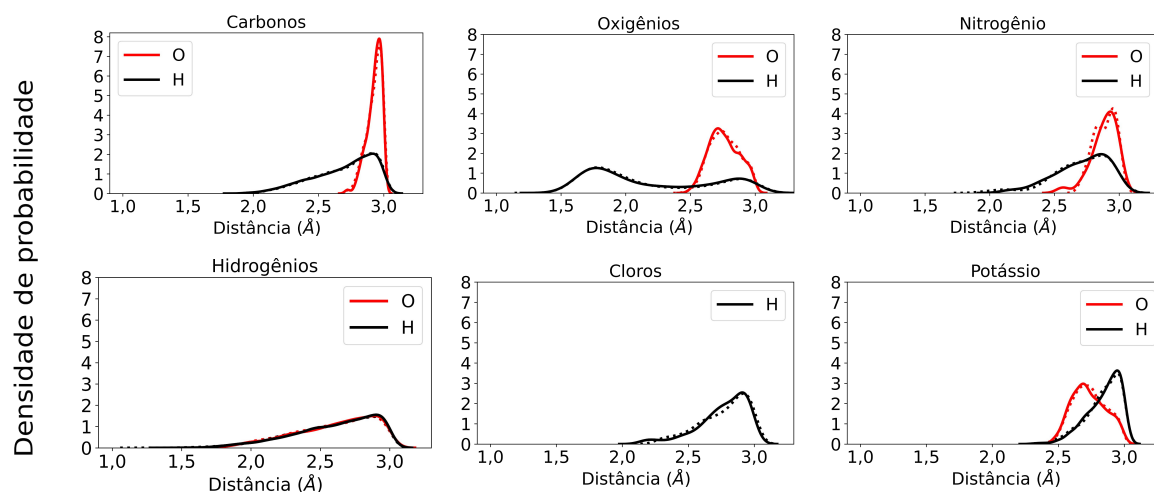 Densidade de probabilidade
Carbonos
8
7
6
5
4
3
2
1
0
O
H
1,0 1,5 2,0 2,5 3,0
Distância (Å)
Oxigênios
8
7
6
5
4
3
2
1
0
O
H
1,0 1,5 2,0 2,5 3,0
Distância (Å)
Nitrogênio
8
7
6
5
4
3
2
1
0
O
H
1,0 1,5 2,0 2,5 3,0
Distância (Å)
Hidrogênios
8
7
6
5
4
3
2
1
0
O
H
1,0 1,5 2,0 2,5 3,0
Distância (Å)
Cloros
8
7
6
5
4
3
2
1
0
H
1,0 1,5 2,0 2,5 3,0
Distância (Å)
Potássio
8
7
6
5
4
3
2
1
0
O
H
1,0 1,5 2,0 2,5 3,0
Distância (Å)